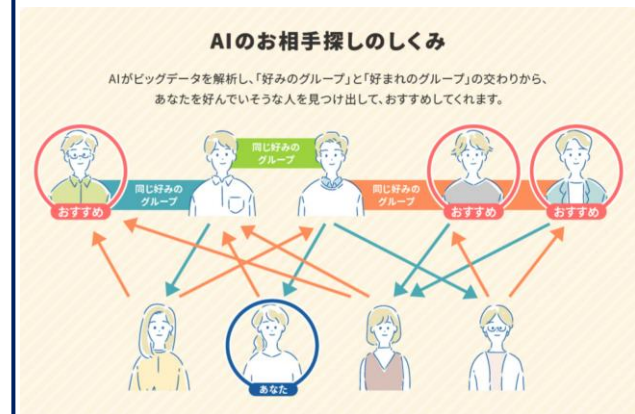 AIのお相手探しのしくみ
AIがビッグデータを解析し、「好みのグループ」と「好まれのグループ」の交わりから、
あなたを好んでいそうな人を見つけ出して、おすすめしてくれます。
同じ好みの
グループ
同じ好みの
グループ
同じ好みの
グループ
おすすめ
おすすめ
おすすめ
あなた